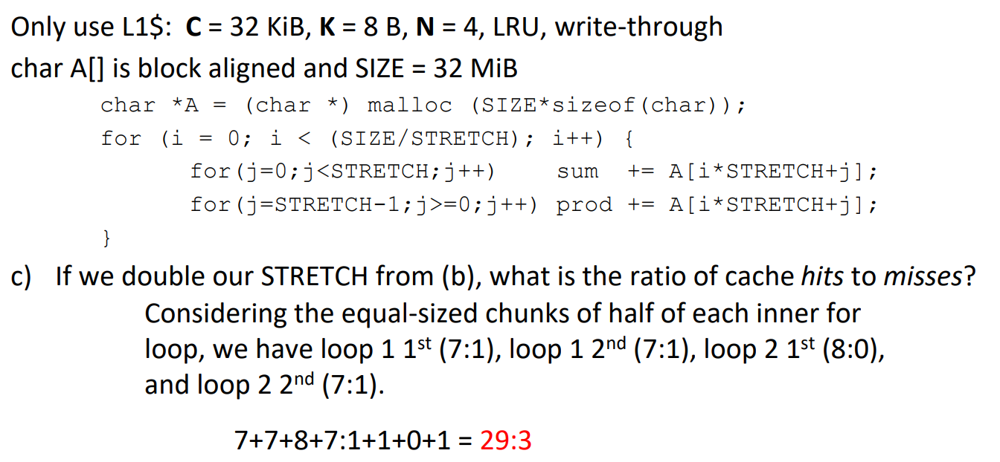 Only use L1$: C = 32 KiB, K = 8 B, N = 4, LRU, write-through
char A[] is block aligned and SIZE = 32 MiB
char *A = (char *) malloc (SIZE*sizeof(char));
for (i = 0; i < (SIZE/STRETCH); i++) {
for(j=0;j<STRETCH;j++) sum += A[i*STRETCH+j];
for(j=STRETCH-1;j>=0;j++) prod += A[i*STRETCH+j];
}
c) If we double our STRETCH from (b), what is the ratio of cache hits to misses?
Considering the equal-sized chunks of half of each inner for
loop, we have loop 1 1st (7:1), loop 1 2nd (7:1), loop 2 1st (8:0),
and loop 2 2nd (7:1).
7+7+8+7:1+1+0+1 = 29:3